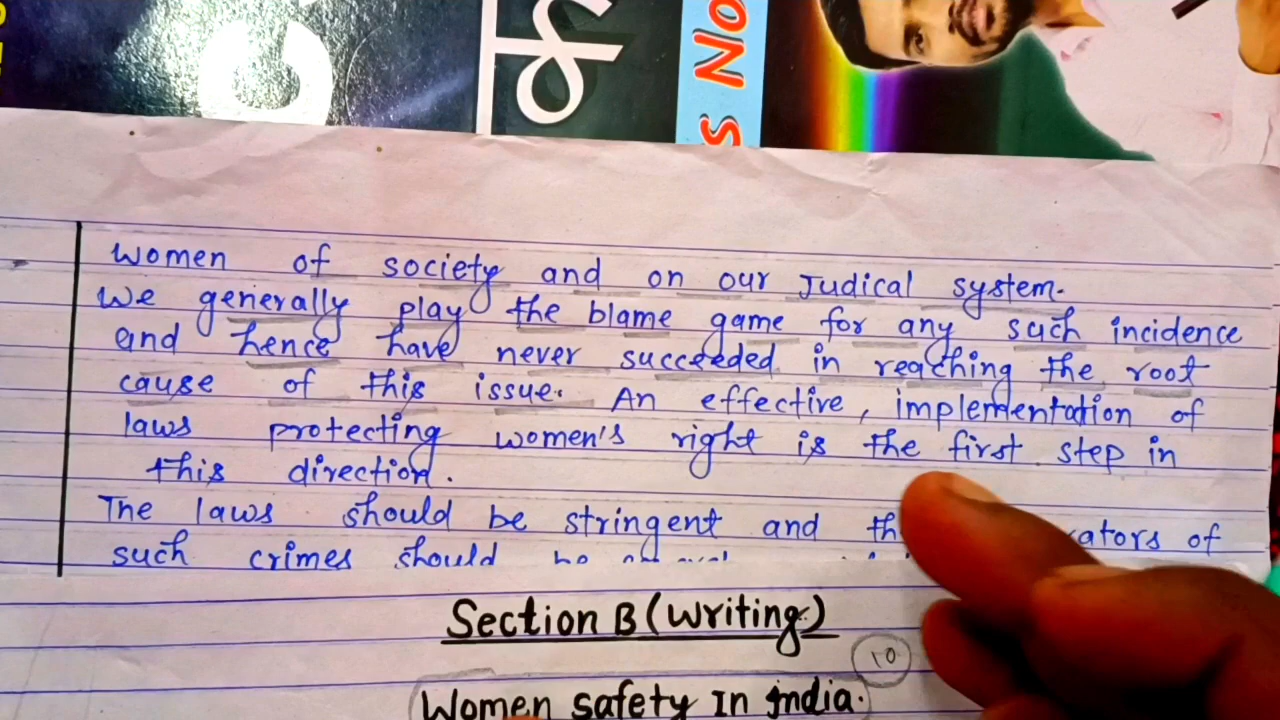 क
S No
women of society and on our Judical system.
We generally play the blame game for any such incidence
and hence have never succeeded in reaching the root
cause of this issue. An effective, implementation of
laws protecting women's right is the first step in
this direction.
The laws should be stringent and
such crimes should be
Section B (Writing)
10
Women safety In India.